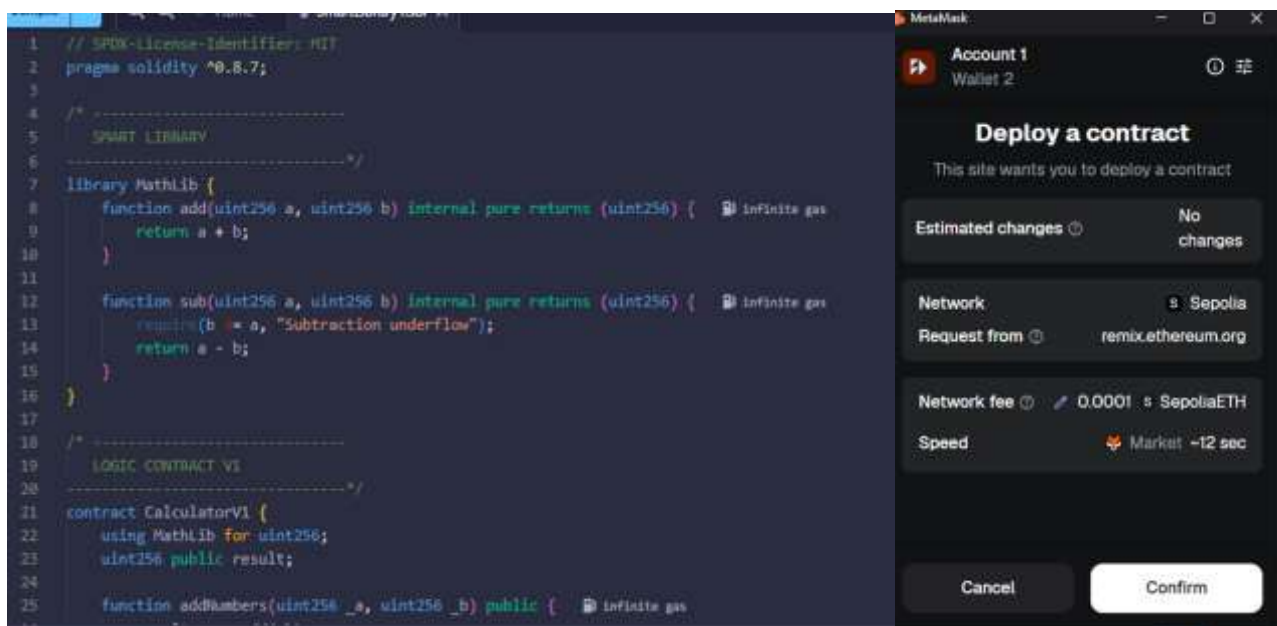 1 // SPDX-License-Identifier: MIT
2 pragma solidity ^0.8.7;
3
4 /* -----------------------------
5 SMART LIBRARY
6 --------------------------------*/
7 library MathLib {
8 function add(uint256 a, uint256 b) internal pure returns (uint256) { infinite gas
9 return a + b;
10 }
11
12 function sub(uint256 a, uint256 b) internal pure returns (uint256) { infinite gas
13 require(b <= a, "Subtraction underflow");
14 return a - b;
15 }
16 }
17
18 /* -----------------------------
19 LOGIC CONTRACT V1
20 --------------------------------*/
21 contract CalculatorV1 {
22 using MathLib for uint256;
23 uint256 public result;
24
25 function addNumbers(uint256 _a, uint256 _b) public { infinite gas
MetaMask
Account 1
Wallet 2
Deploy a contract
This site wants you to deploy a contract
Estimated changes No changes
Network S Sepolia
Request from remix.ethereum.org
Network fee 0.0001 S SepoliaETH
Speed Market ~12 sec
Cancel Confirm